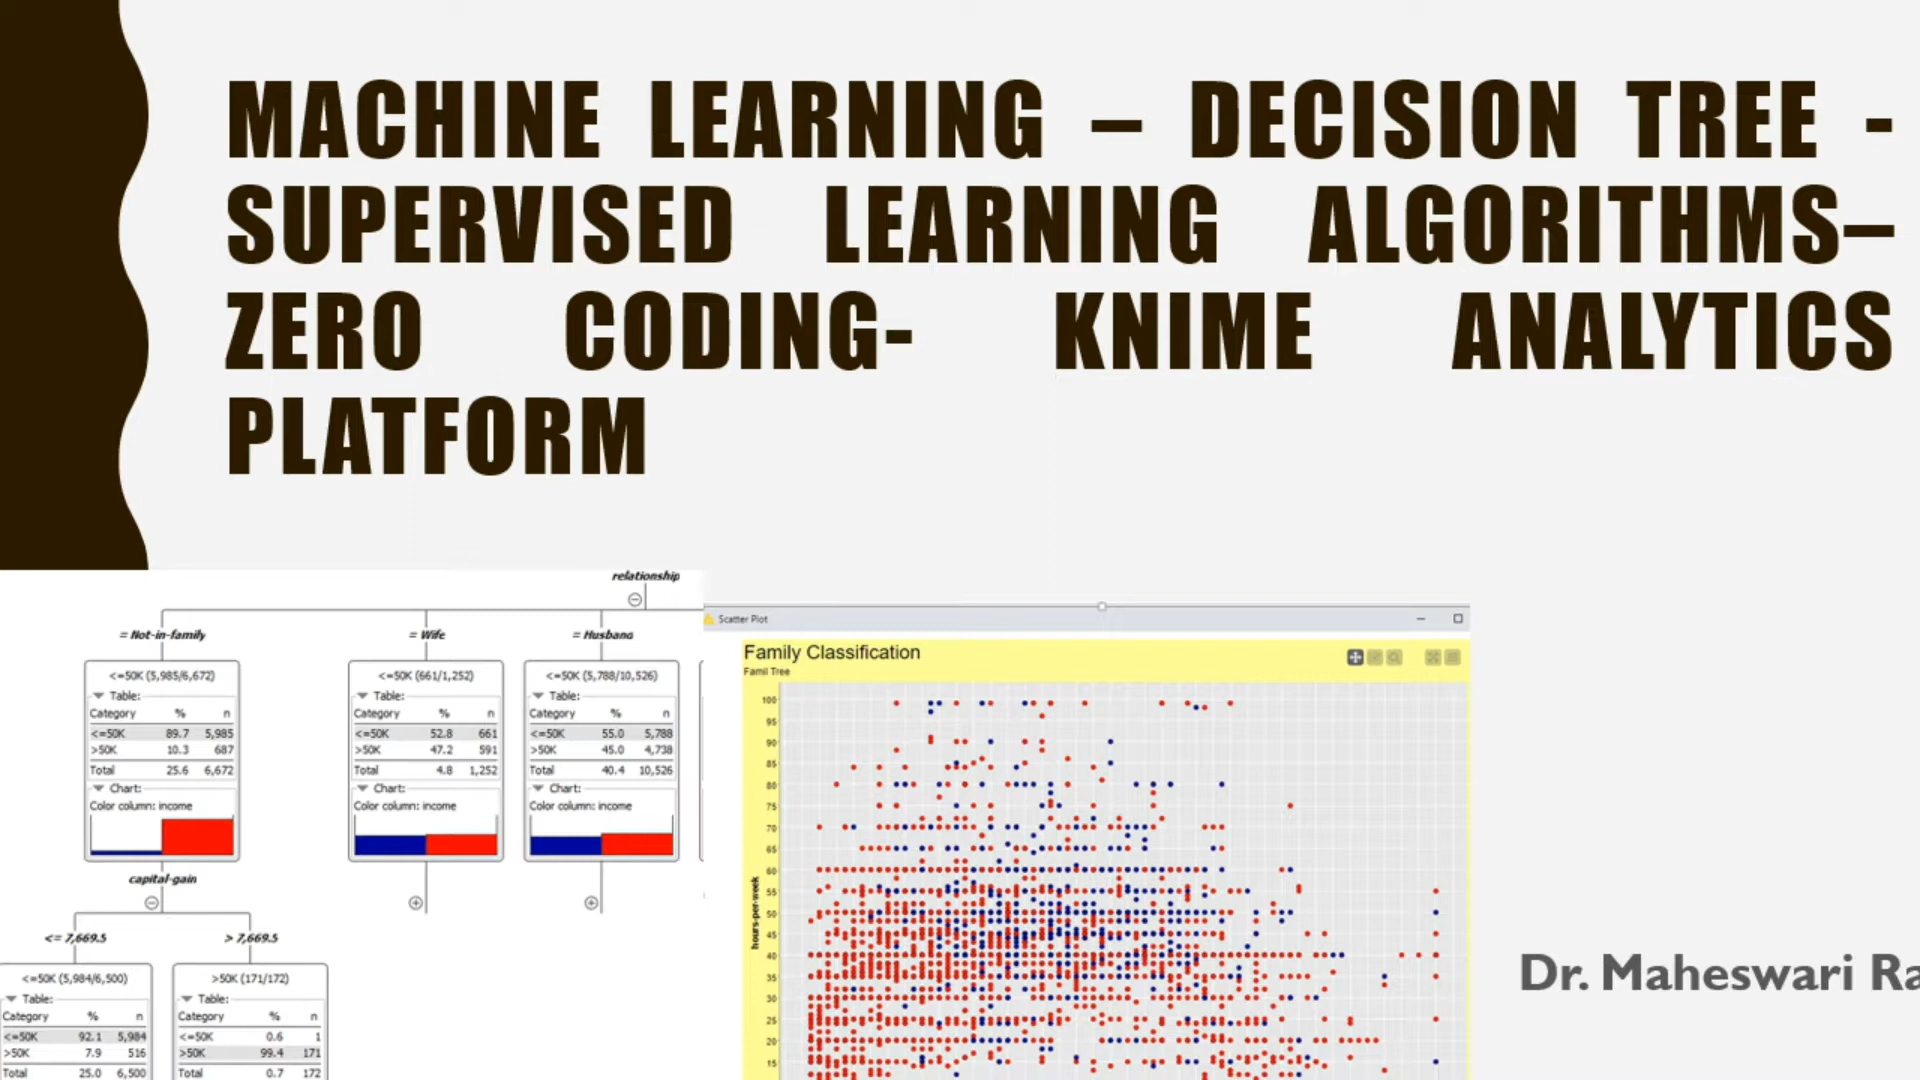 MACHINE LEARNING – DECISION TREE -
SUPERVISED LEARNING ALGORITHMS–
ZERO CODING- KNIME ANALYTICS
PLATFORM
relationship
= Not-in-family
<=50K (5,985/6,672)
Table:
Category % n
<=50K 89.7 5,985
>50K 10.3 687
Total 25.6 6,672
Chart:
Color column: income
= Wife
<=50K (661/1,252)
Table:
Category % n
<=50K 52.8 661
>50K 47.2 591
Total 4.8 1,252
Chart:
Color column: income
= Husband
<=50K (5,788/10,526)
Table:
Category % n
<=50K 55.0 5,788
>50K 45.0 4,738
Total 40.4 10,526
Chart:
Color column: income
capital-gain
<= 7,669.5
<=50K (5,984/6,500)
Table:
Category % n
<=50K 92.1 5,984
>50K 7.9 516
Total 25.0 6,500
> 7,669.5
>50K (171/172)
Table:
Category % n
<=50K 0.6 1
>50K 99.4 171
Total 0.7 172
Scatter Plot
Family Classification
Famil Tree
100
95
90
85
80
75
70
65
60
55
50
45
40
35
30
25
20
15
hours-per-week
Dr. Maheswari Ra